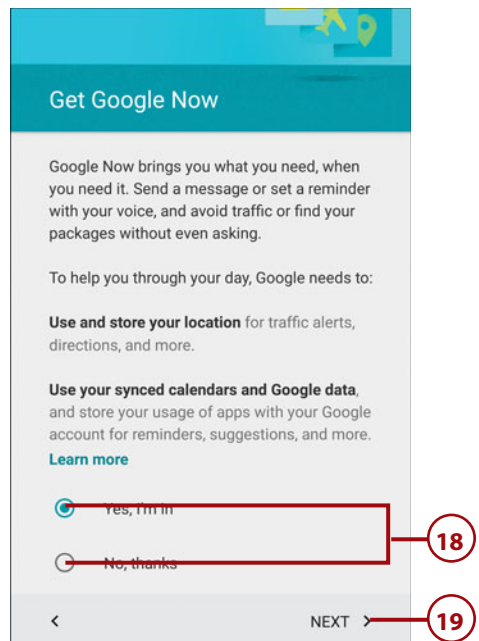 Get Google Now
Google Now brings you what you need, when
you need it. Send a message or set a reminder
with your voice, and avoid traffic or find your
packages without even asking.
To help you through your day, Google needs to:
Use and store your location for traffic alerts,
directions, and more.
Use your synced calendars and Google data,
and store your usage of apps with your Google
account for reminders, suggestions, and more.
Learn more
Yes, I'm in
18
No, thanks
NEXT
19